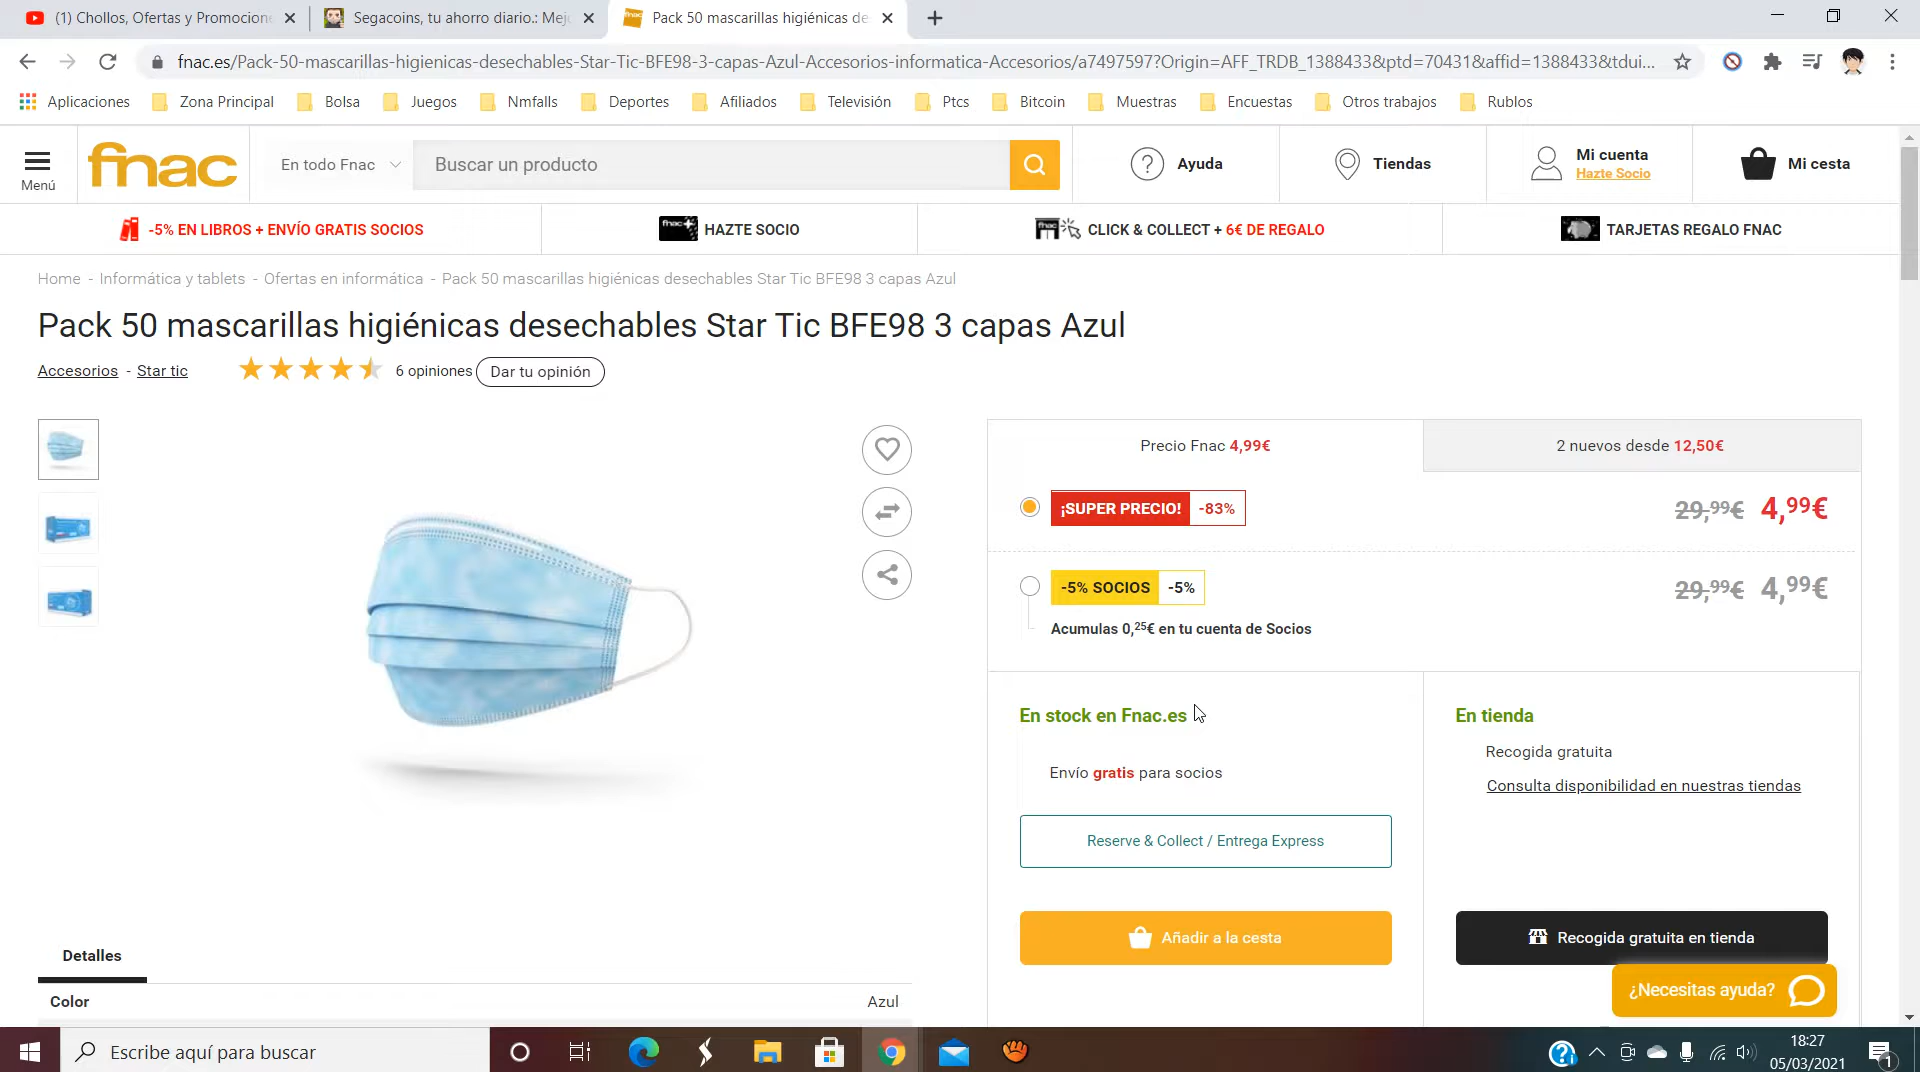 (1) Chollos, Ofertas y Promocione
Segacoins, tu ahorro diario.: Mej
Pack 50 mascarillas higiénicas de
fnac.es/Pack-50-mascarillas-higienicas-desechables-Star-Tic-BFE98-3-capas-Azul-Accesorios-informatica-Accesorios/a7497597?Origin=AFF_TRDB_1388433&ptd=70431&affid=1388433&tdui...
Aplicaciones Zona Principal Bolsa Juegos Nmfalls Deportes Afiliados Televisión Ptcs Bitcoin Muestras Encuestas Otros trabajos Rublos
Menú
fnac
En todo Fnac
Buscar un producto
Ayuda
Tiendas
Mi cuenta
Hazte Socio
Mi cesta
-5% EN LIBROS + ENVÍO GRATIS SOCIOS
HAZTE SOCIO
CLICK & COLLECT + 6€ DE REGALO
TARJETAS REGALO FNAC
Home - Informática y tablets - Ofertas en informática - Pack 50 mascarillas higiénicas desechables Star Tic BFE98 3 capas Azul
Pack 50 mascarillas higiénicas desechables Star Tic BFE98 3 capas Azul
Accesorios - Star tic
6 opiniones
Dar tu opinión
Precio Fnac 4,99€
2 nuevos desde 12,50€
¡SUPER PRECIO! -83%
29,99€ 4,99€
-5% SOCIOS -5%
29,99€ 4,99€
Acumulas 0,25€ en tu cuenta de Socios
En stock en Fnac.es
Envío gratis para socios
Reserve & Collect / Entrega Express
Añadir a la cesta
En tienda
Recogida gratuita
Consulta disponibilidad en nuestras tiendas
Recogida gratuita en tienda
¿Necesitas ayuda?
Detalles
Color Azul
Escribe aquí para buscar
18:27
05/03/2021
1